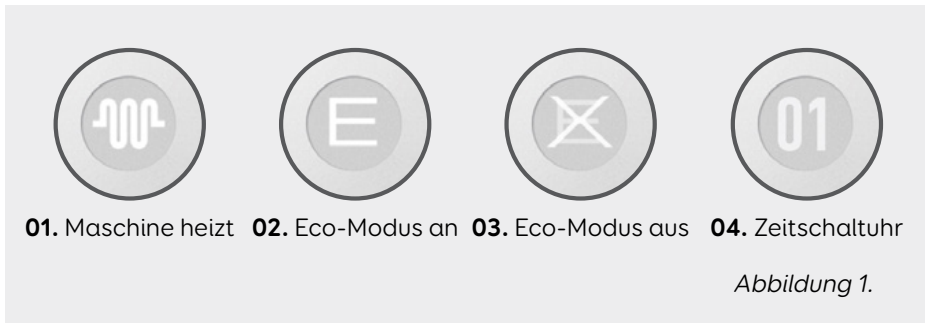 E
E
01
01. Maschine heizt 02. Eco-Modus an 03. Eco-Modus aus 04. Zeitschaltuhr
Abbildung 1.